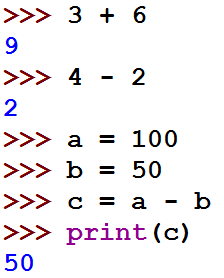 >>> 3 + 6
9
>>> 4 - 2
2
>>> a = 100
>>> b = 50
>>> c = a - b
>>> print(c)
50